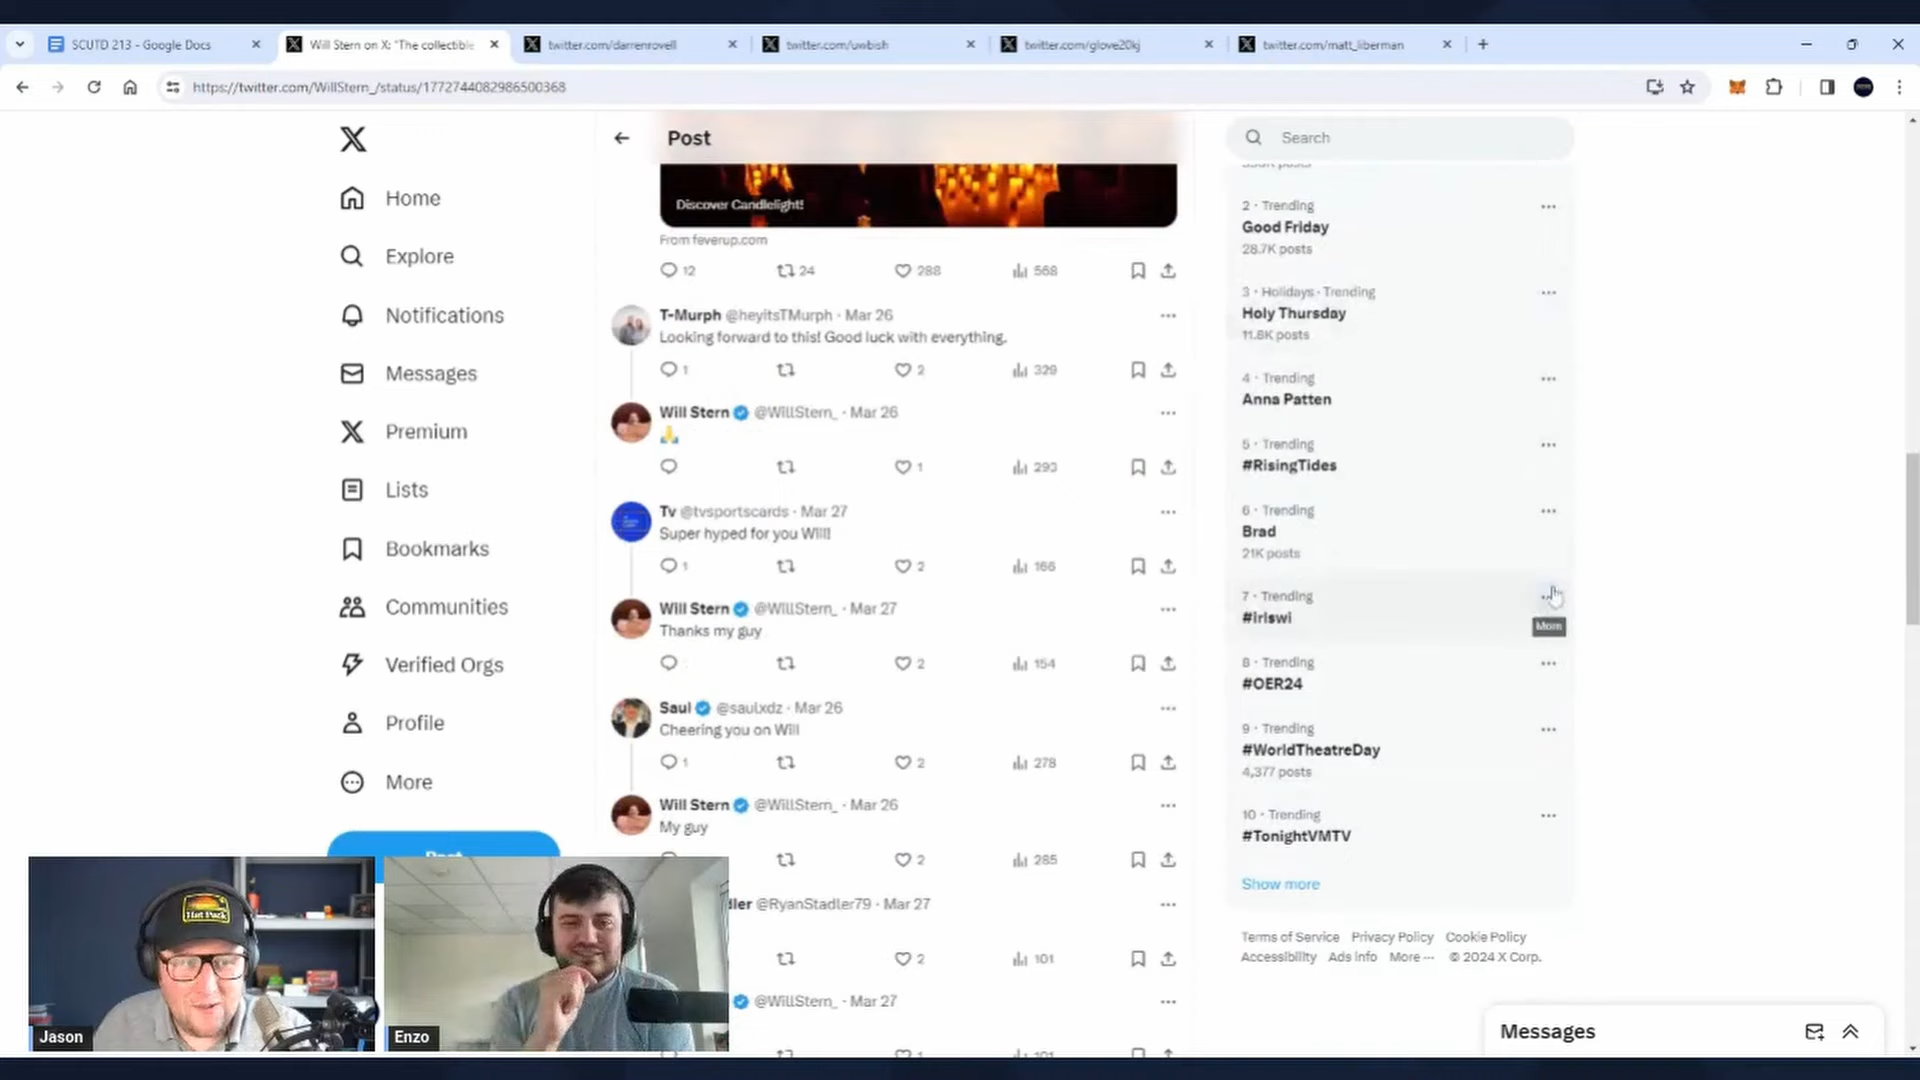 SCUTD 213 - Google Docs
Will Stern on X: "The collectible
twitter.com/darrenrovell
twitter.com/uwbish
twitter.com/glove20kj
twitter.com/matt_liberman
https://twitter.com/WillStern_/status/1772744082986500368
Home
Explore
Notifications
Messages
Premium
Lists
Bookmarks
Communities
Verified Orgs
Profile
More
Post
Discover Candlelight!
From feverup.com
12 24 288 568
T-Murph @heyitsTMurph · Mar 26
Looking forward to this! Good luck with everything.
1 2 329
Will Stern @WillStern_ · Mar 26
🙏
1 293
Tv @tvsportscards · Mar 27
Super hyped for you Will!
1 2 166
Will Stern @WillStern_ · Mar 27
Thanks my guy
2 154
Saul @saulxdz · Mar 26
Cheering you on Will
1 2 278
Will Stern @WillStern_ · Mar 26
My guy
2 285
dler @RyanStadler79 · Mar 27
2 101
@WillStern_ · Mar 27
1 101
Search
2 · Trending
Good Friday
28.7K posts
3 · Holidays · Trending
Holy Thursday
11.8K posts
4 · Trending
Anna Patten
5 · Trending
#RisingTides
6 · Trending
Brad
21K posts
7 · Trending
#irlswi
8 · Trending
#OER24
9 · Trending
#WorldTheatreDay
4,377 posts
10 · Trending
#TonightVMTV
Show more
Terms of Service Privacy Policy Cookie Policy
Accessibility Ads info More ··· © 2024 X Corp.
Messages
Hat Pack
Jason
Enzo